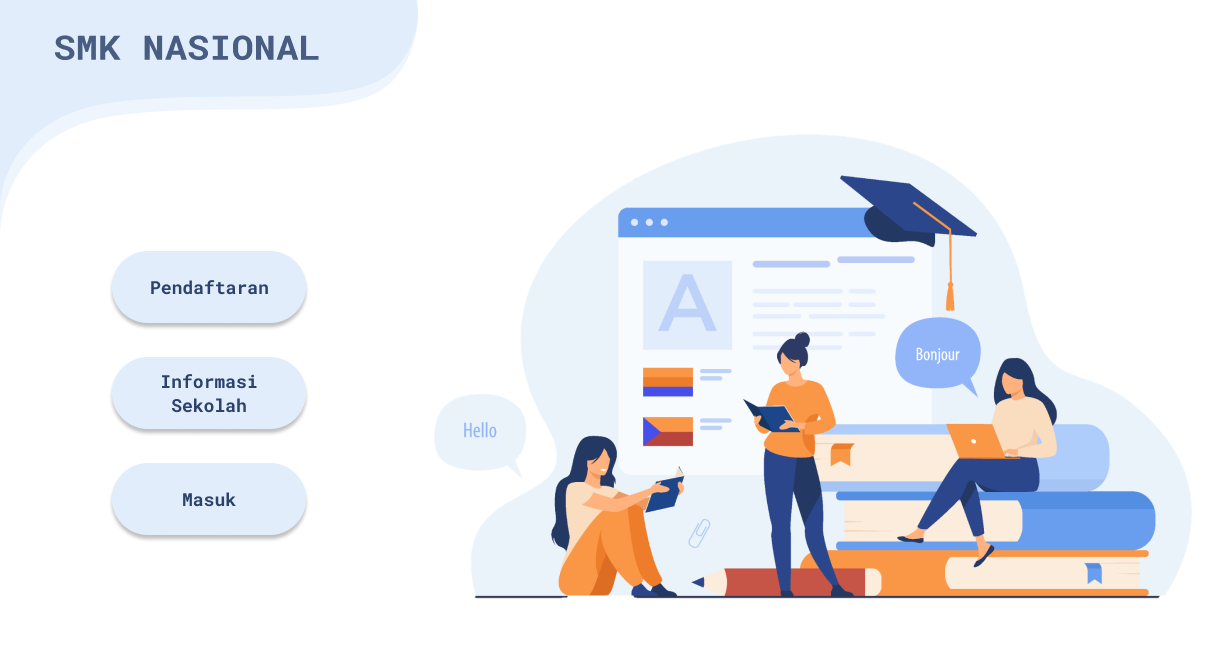 SMK NASIONAL
Pendaftaran
Informasi
Sekolah
Masuk
A
Hello
Bonjour